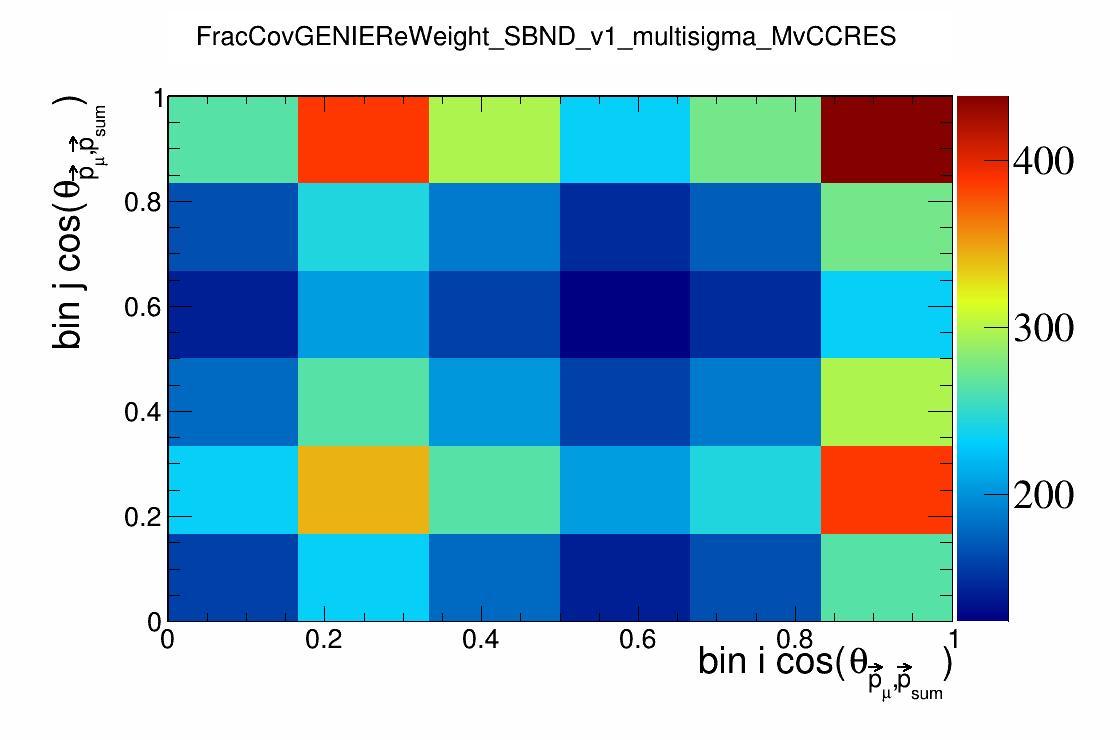 FracCovGENIEReWeight_SBND_v1_multisigma_MvCCRES
bin j cos(θp⃗μ,p⃗sum)
1
0.8
0.6
0.4
0.2
0
0 0.2 0.4 0.6 0.8 1
bin i cos(θp⃗μ,p⃗sum)
400
300
200